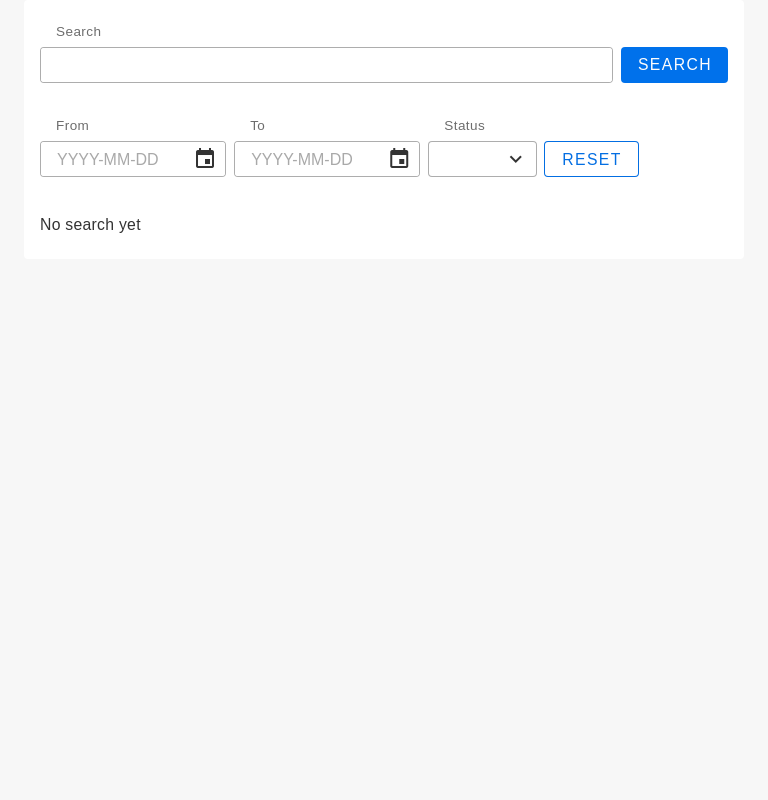 Search
SEARCH
From To Status
YYYY-MM-DD YYYY-MM-DD RESET
No search yet